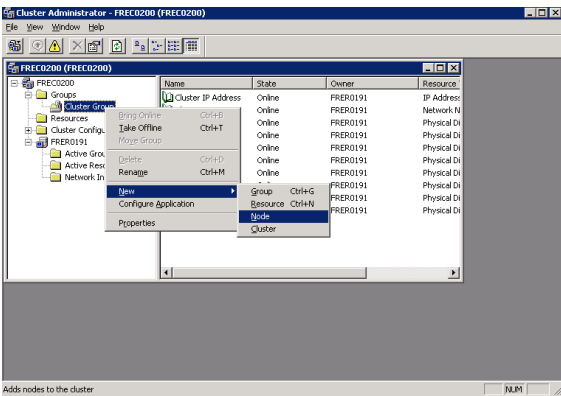 Cluster Administrator - FREC0200 (FREC0200)
File View Window Help
FREC0200 (FREC0200)
FREC0200
Groups
Cluster Group
Resources
Cluster Configu
FRER0191
Active Grou
Active Reso
Network In
Name State Owner Resource
Cluster IP Address Online FRER0191 IP Address
Online FRER0191 Network N
Online FRER0191 Physical Di
Online FRER0191 Physical Di
Online FRER0191 Physical Di
Online FRER0191 Physical Di
Online FRER0191 Physical Di
FRER0191 Physical Di
FRER0191 Physical Di
FRER0191 Physical Di
Bring Online Ctrl+B
Take Offline Ctrl+T
Move Group
Delete Ctrl+D
Rename Ctrl+M
New
Configure Application
Properties
Group Ctrl+G
Resource Ctrl+N
Node
Cluster
Adds nodes to the cluster
NUM